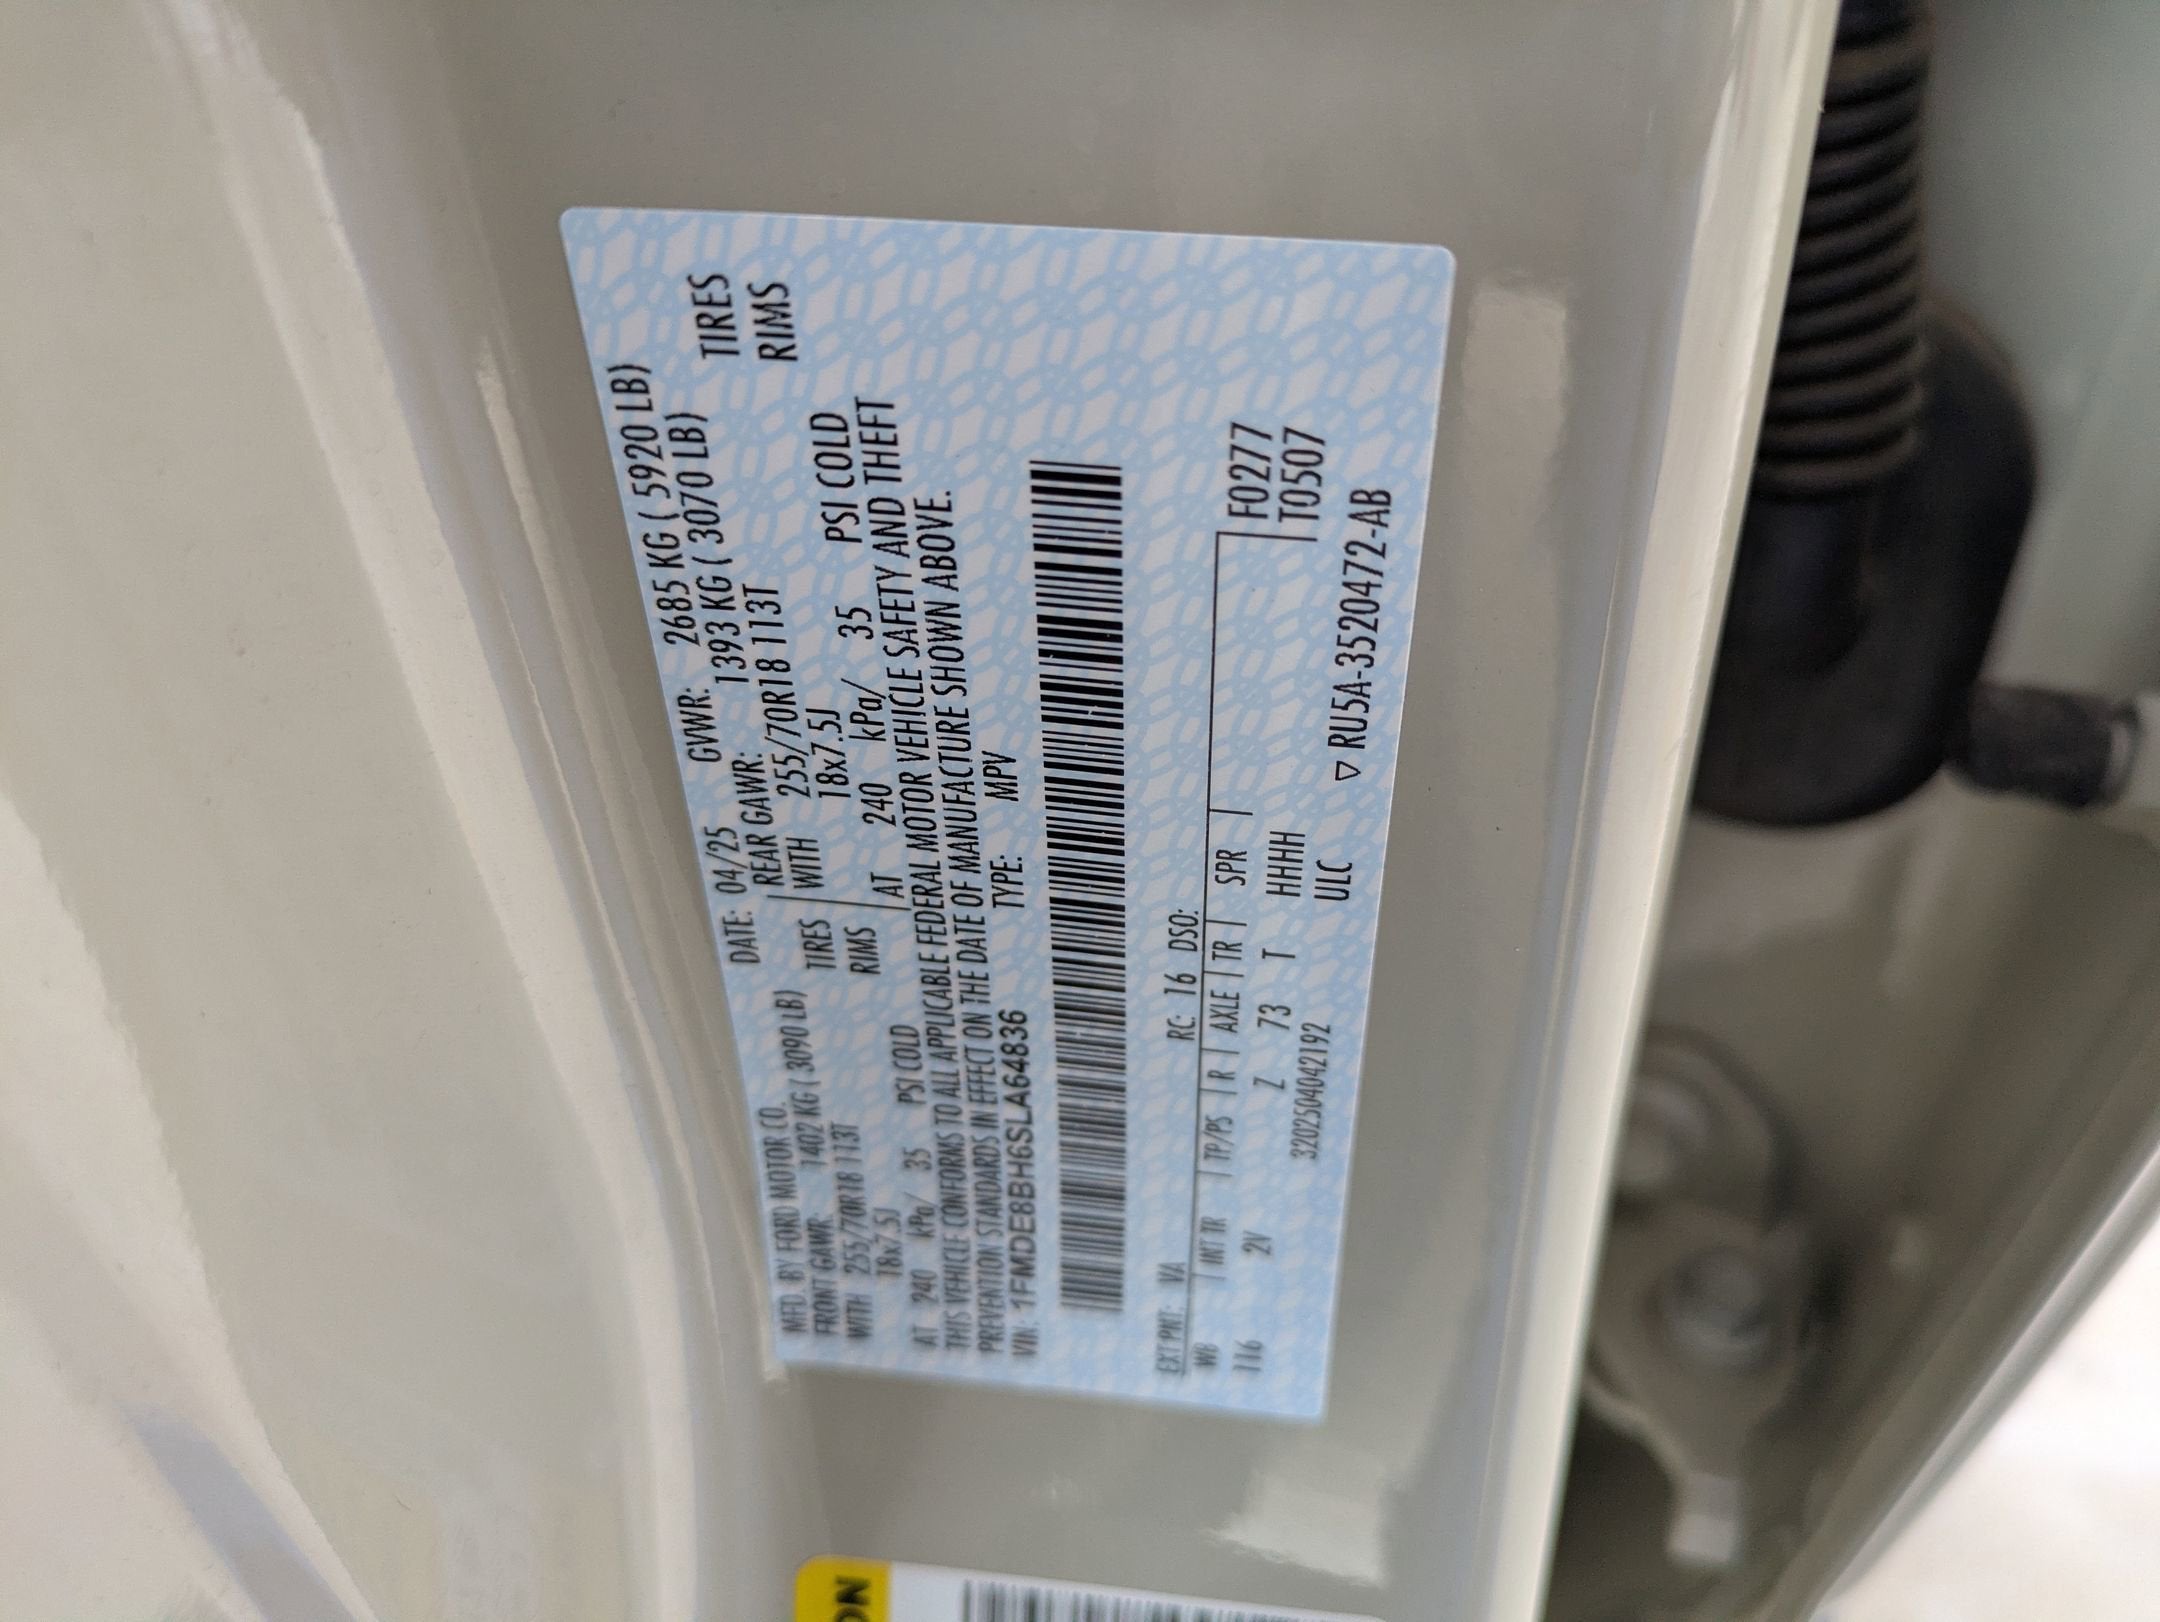 MFD. BY FORD MOTOR CO. DATE: 04/25 GVWR: 2685 KG ( 5920 LB)
FRONT GAWR: 1402 KG ( 3090 LB) REAR GAWR: 1393 KG ( 3070 LB)
WITH 255/70R18 113T TIRES WITH 255/70R18 113T TIRES
18x7.5J RIMS 18x7.5J RIMS
AT 240 kPa/ 35 PSI COLD AT 240 kPa/ 35 PSI COLD
THIS VEHICLE CONFORMS TO ALL APPLICABLE FEDERAL MOTOR VEHICLE SAFETY AND THEFT
PREVENTION STANDARDS IN EFFECT ON THE DATE OF MANUFACTURE SHOWN ABOVE.
VIN: 1FMDE8BH6SLA64836 TYPE: MPV
EXT PNT: VA RC: 16 DSO:
WB | INT TR | TP/PS | R | AXLE | TR | SPR | F0277
116 2V Z 73 T HHHH T0507
3202504042192 ULC ▽ RU5A-3520472-AB
ON